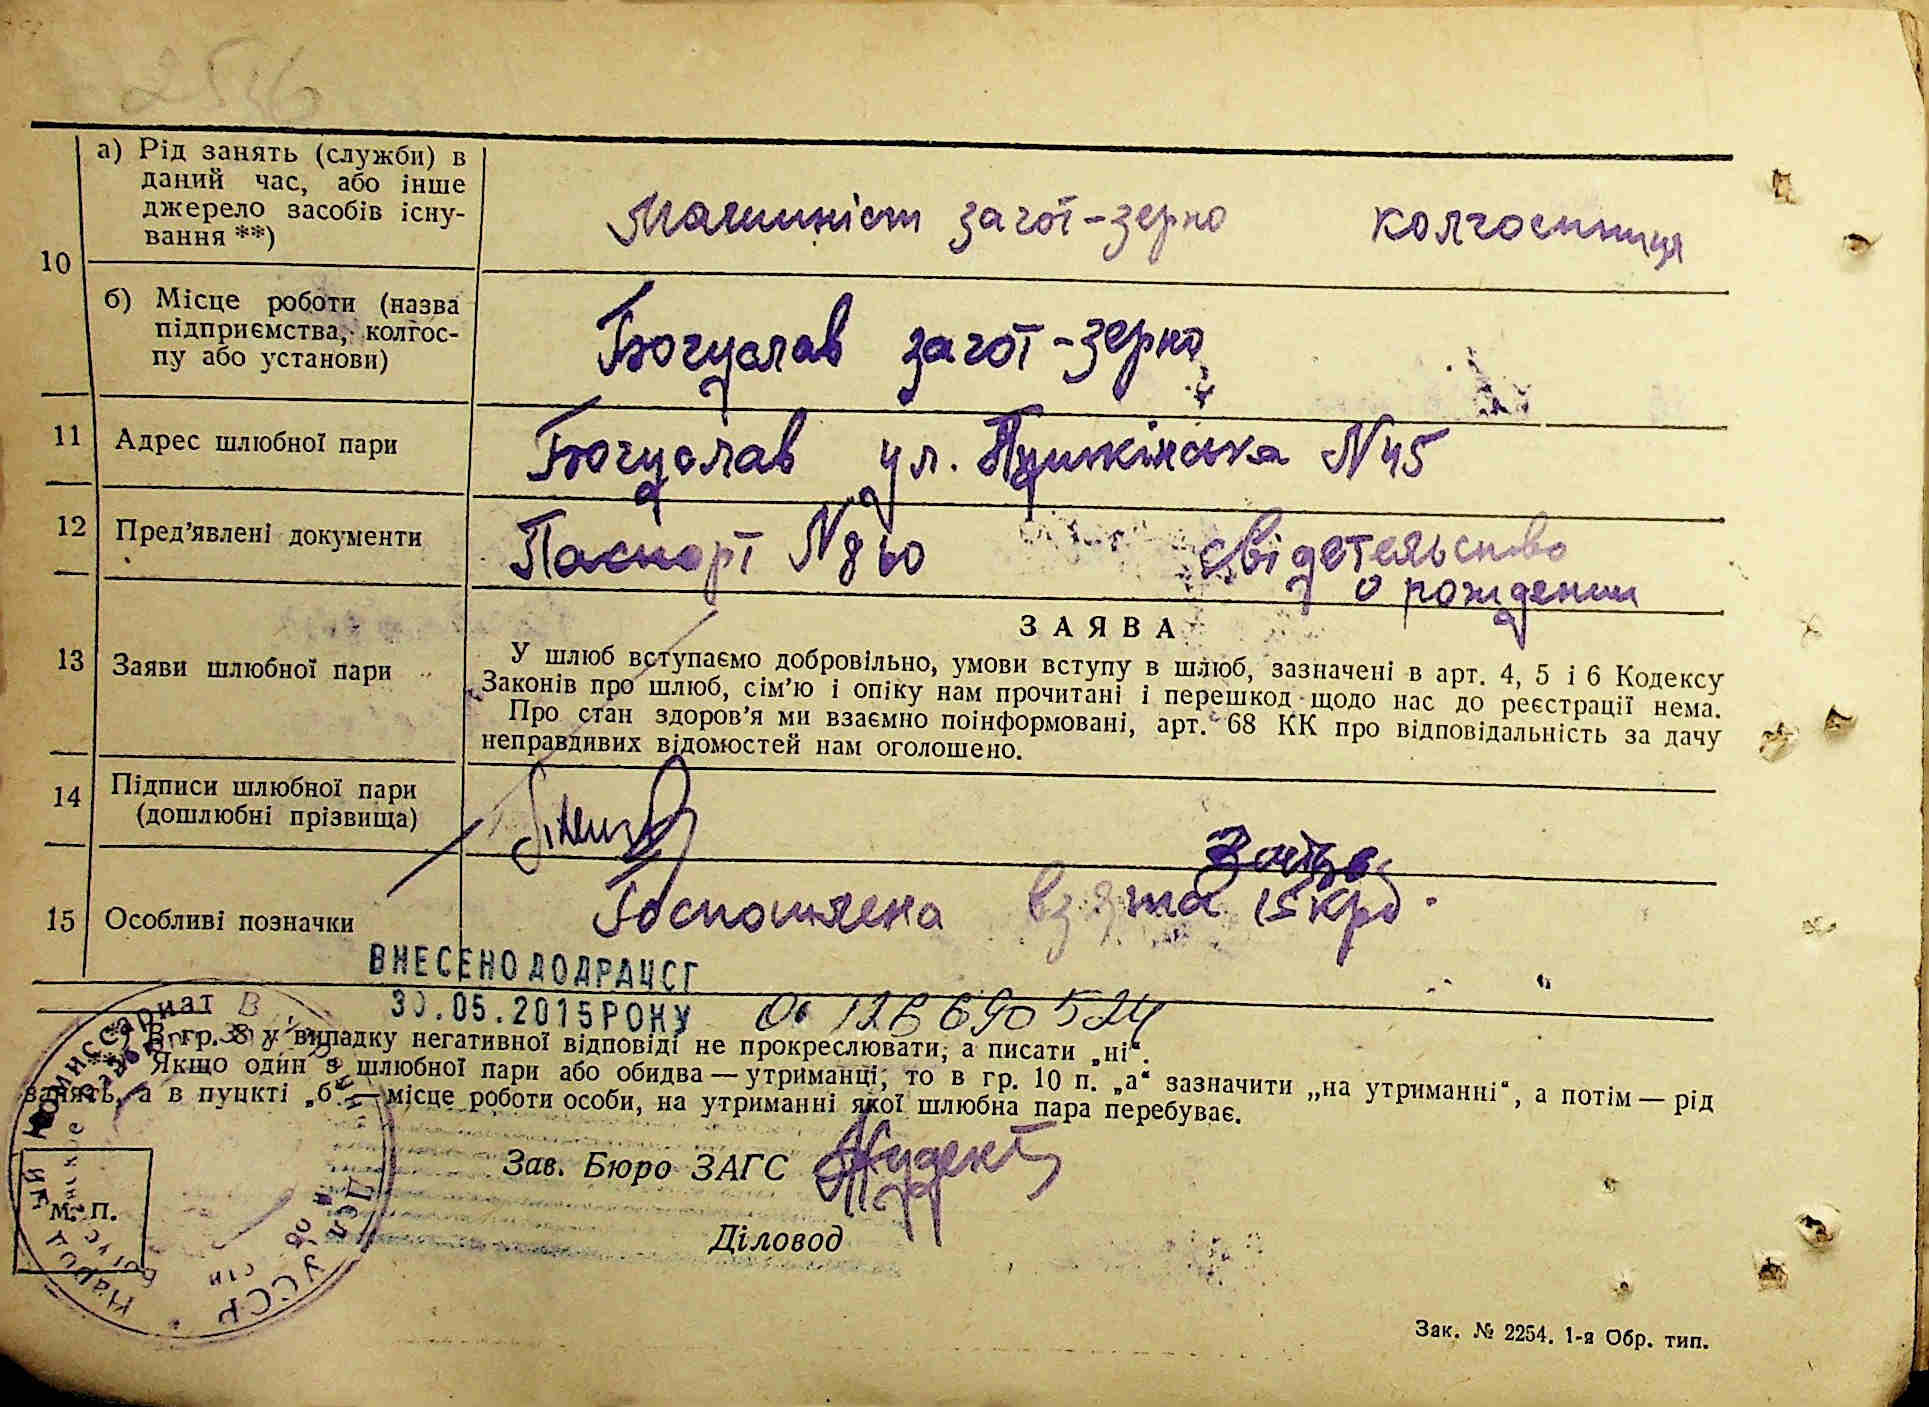 а) Рід занять (служби) в
даний час, або інше
джерело засобів існу-
вання **)
Машиніст загот-зерно колгоспниця
10
б) Місце роботи (назва
підприємства, колгос-
пу або установи)
Богуслав загот-зерно
11 Адрес шлюбної пари
Богуслав ул. Пушкінська N 45
12 Пред’явлені документи
Паспорт N
свідетельство
о рождении
13 Заяви шлюбної пари
ЗАЯВА
У шлюб вступаємо добровільно, умови вступу в шлюб, зазначені в арт. 4, 5 і 6 Кодексу
Законів про шлюб, сім’ю і опіку нам прочитані і перешкод щодо нас до реєстрації нема.
Про стан здоров’я ми взаємно поінформовані, арт. 68 КК про відповідальність за дачу
неправдивих відомостей нам оголошено.
14 Підписи шлюбної пари
(дошлюбні прізвища)
15 Особливі позначки
Госпошлена взята 15 крб.
ВНЕСЕНО ДО ДРАЦСГ
30.05.2015 РОКУ
В гр. 8 у випадку негативної відповіді не прокреслювати, а писати „ні“.
Якщо один з шлюбної пари або обидва — утриманці, то в гр. 10 п. „а“ зазначити „на утриманні“, а потім — рід
занять, а в пункті „б“ — місце роботи особи, на утриманні якої шлюбна пара перебуває.
Зав. Бюро ЗАГС
М. П.
Діловод
Зак. № 2254. 1-я Обр. тип.